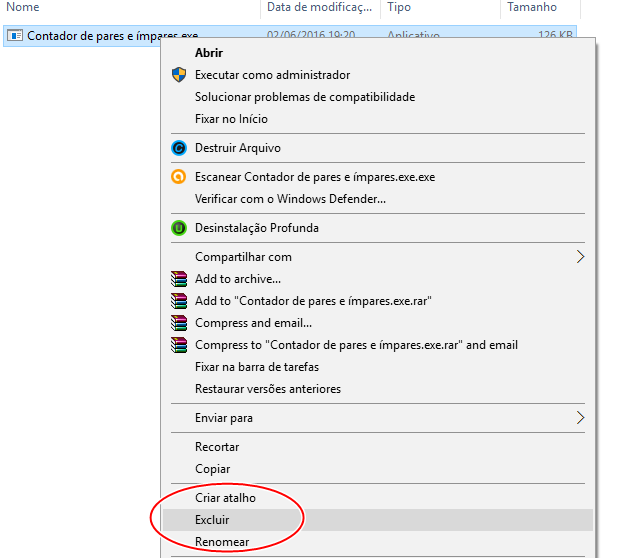 Nome Data de modificaç... Tipo Tamanho
Contador de pares e ímpares.exe 02/06/2016 19:20 Aplicativo 126 KB
Abrir
Executar como administrador
Solucionar problemas de compatibilidade
Fixar no Início
Destruir Arquivo
Escanear Contador de pares e ímpares.exe.exe
Verificar com o Windows Defender...
Desinstalação Profunda
Compartilhar com
Add to archive...
Add to "Contador de pares e ímpares.exe.rar"
Compress and email...
Compress to "Contador de pares e ímpares.exe.rar" and email
Fixar na barra de tarefas
Restaurar versões anteriores
Enviar para
Recortar
Copiar
Criar atalho
Excluir
Renomear